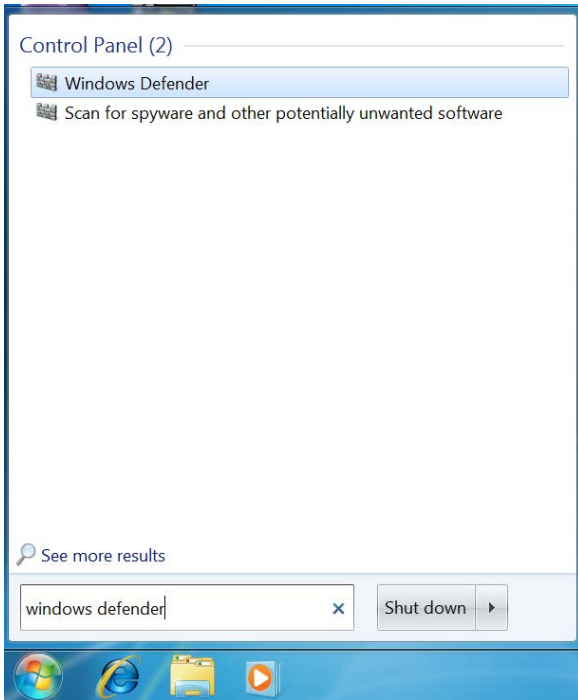 Control Panel (2)
Windows Defender
Scan for spyware and other potentially unwanted software
See more results
windows defender
Shut down